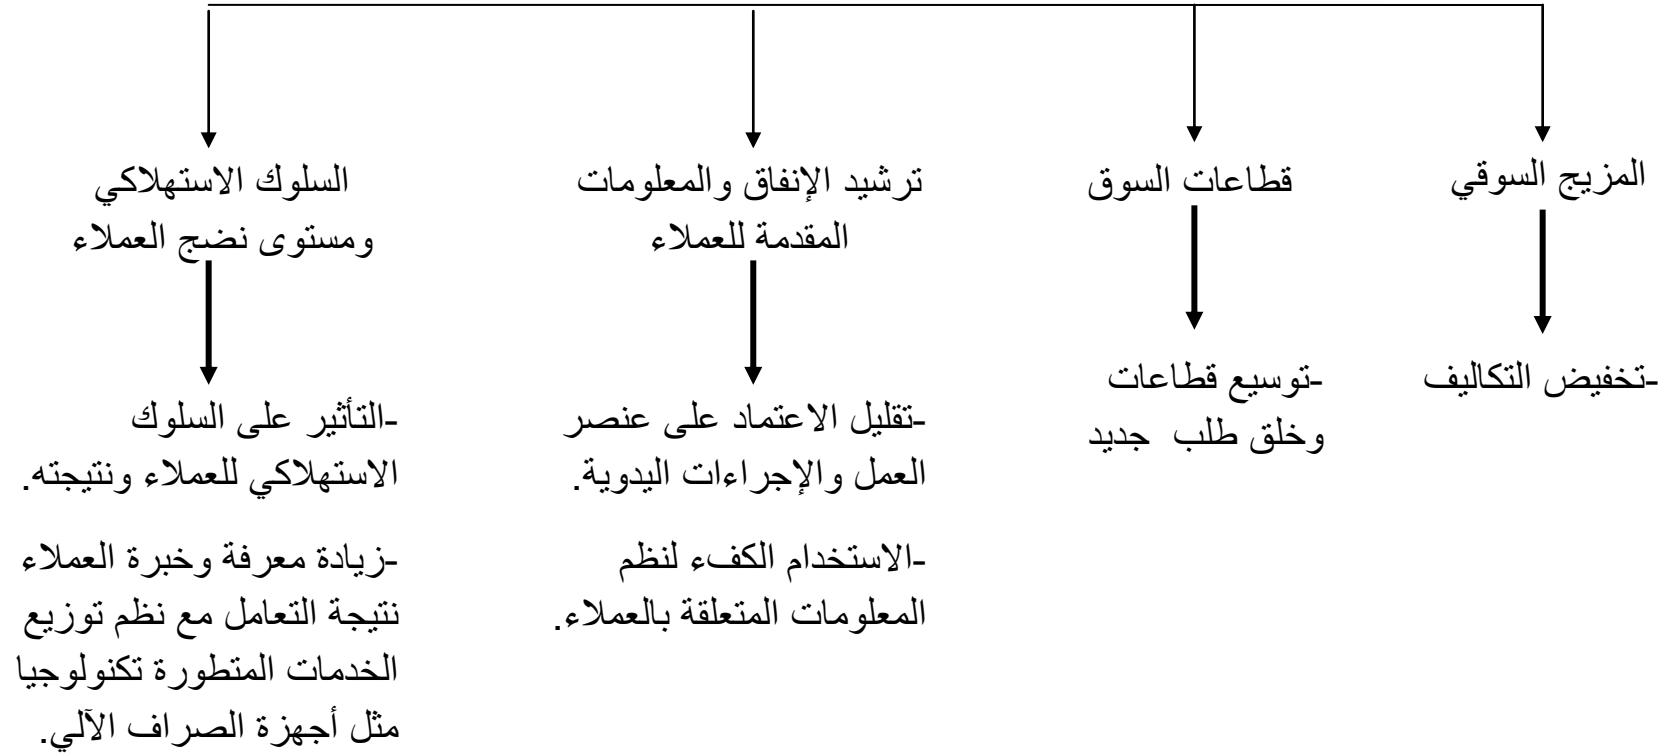 المزيج السوقي
-تخفيض التكاليف
قطاعات السوق
-توسيع قطاعات
وخلق طلب جديد
ترشيد الإنفاق والمعلومات
المقدمة للعملاء
-تقليل الاعتماد على عنصر
العمل والإجراءات اليدوية.
-الاستخدام الكفء لنظم
المعلومات المتعلقة بالعملاء.
السلوك الاستهلاكي
ومستوى نضج العملاء
-التأثير على السلوك
الاستهلاكي للعملاء ونتيجته.
-زيادة معرفة وخبرة العملاء
نتيجة التعامل مع نظم توزيع
الخدمات المتطورة تكنولوجيا
مثل أجهزة الصراف الآلي.